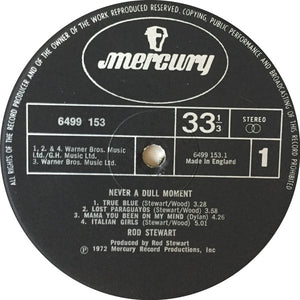 ALL RIGHTS OF THE RECORD PRODUCER AND OF THE OWNER OF THE WORK REPRODUCED RESERVED, COPYING, PUBLIC PERFORMANCE AND BROADCASTING OF THIS RECORD PROHIBITED
mercury
6499 153
33 1/3
STEREO
1, 2. & 4. Warner Bros. Music
Ltd./G.H. Music Ltd.
3. Warner Bros. Music Ltd.
6499 153.1
Made in England
1
NEVER A DULL MOMENT
1. TRUE BLUE (Stewart/Wood) 3.28
2. LOST PARAGUAYOS (Stewart/Wood) 3.58
3. MAMA YOU BEEN ON MY MIND (Dylan) 4.26
4. ITALIAN GIRLS (Stewart/Wood)
ROD STEWART
Produced by Rod Stewart
℗ 1972 Mercury Record Productions, Inc